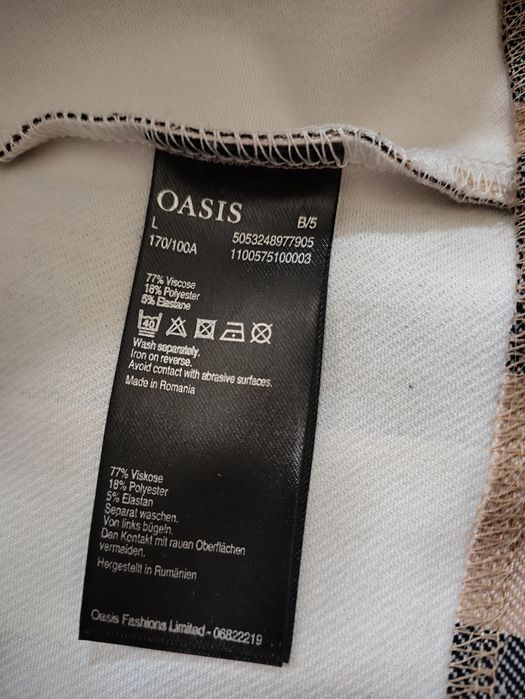 OASIS
L B/5
170/100A 5053248977905
1100575100003
77% Viscose
18% Polyester
5% Elastane
40
Wash separately.
Iron on reverse.
Avoid contact with abrasive surfaces.
Made in Romania
77% Viskose
18% Polyester
5% Elastan
Separat waschen.
Von links bügeln.
Den Kontakt mit rauen Oberflächen
vermeiden.
Hergestellt in Rumänien
Oasis Fashions Limited - 06822219